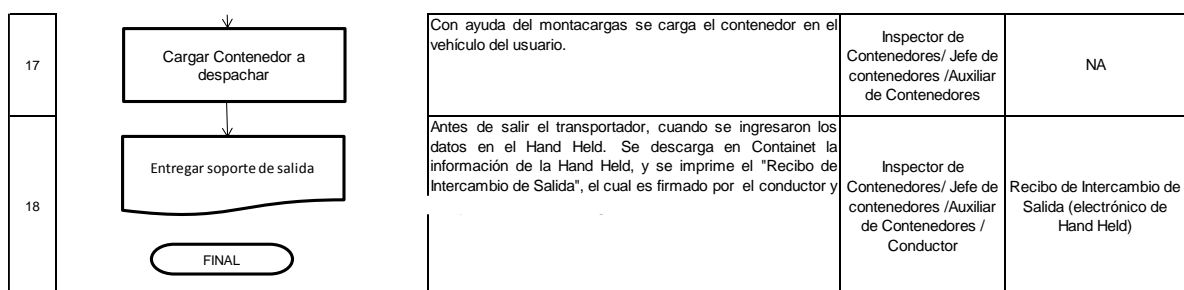 17
Cargar Contenedor a
despachar
Con ayuda del montacargas se carga el contenedor en el
vehículo del usuario.
Inspector de
Contenedores/ Jefe de
contenedores /Auxiliar
de Contenedores
NA
18
Entregar soporte de salida
FINAL
Antes de salir el transportador, cuando se ingresaron los
datos en el Hand Held. Se descarga en Containet la
información de la Hand Held, y se imprime el "Recibo de
Intercambio de Salida", el cual es firmado por el conductor y
Inspector de
Contenedores/ Jefe de
contenedores /Auxiliar
de Contenedores /
Conductor
Recibo de Intercambio de
Salida (electrónico de
Hand Held)